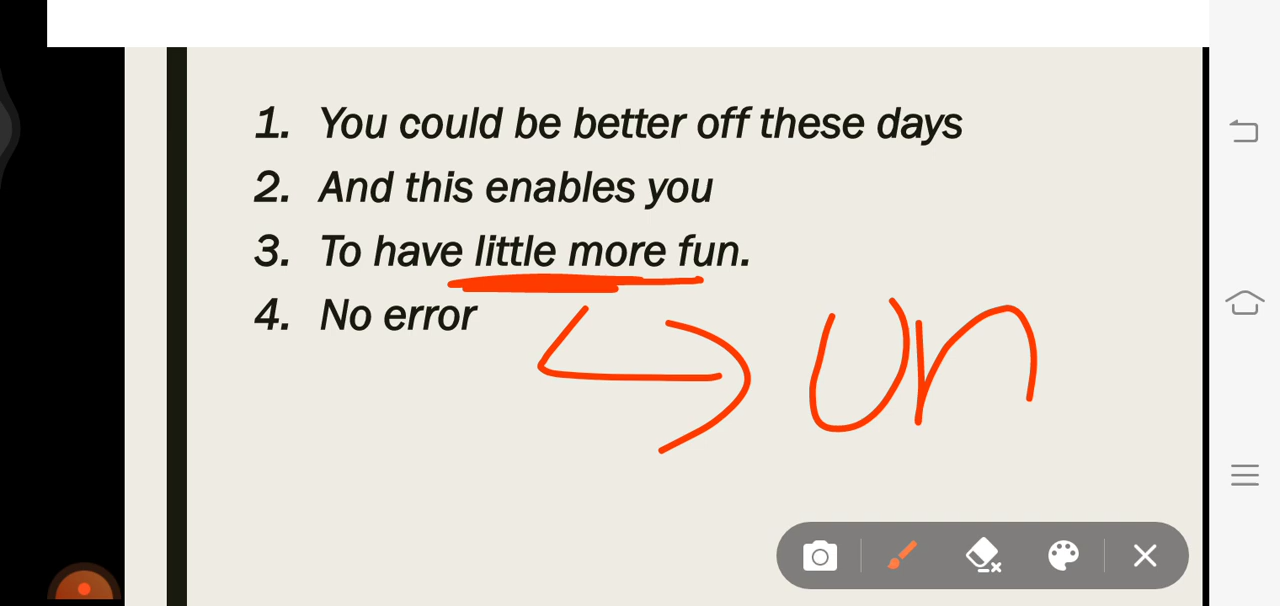 1. You could be better off these days
2. And this enables you
3. To have little more fun.
4. No error
Un